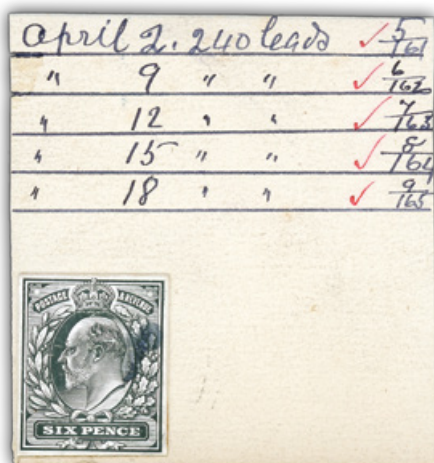 April 2. 240 leads ✓ 5/161
" 9 " " ✓ 6/162
" 12 " " ✓ 7/163
" 15 " " ✓ 8/164
" 18 " " ✓ 9/165
POSTAGE & REVENUE
SIX PENCE